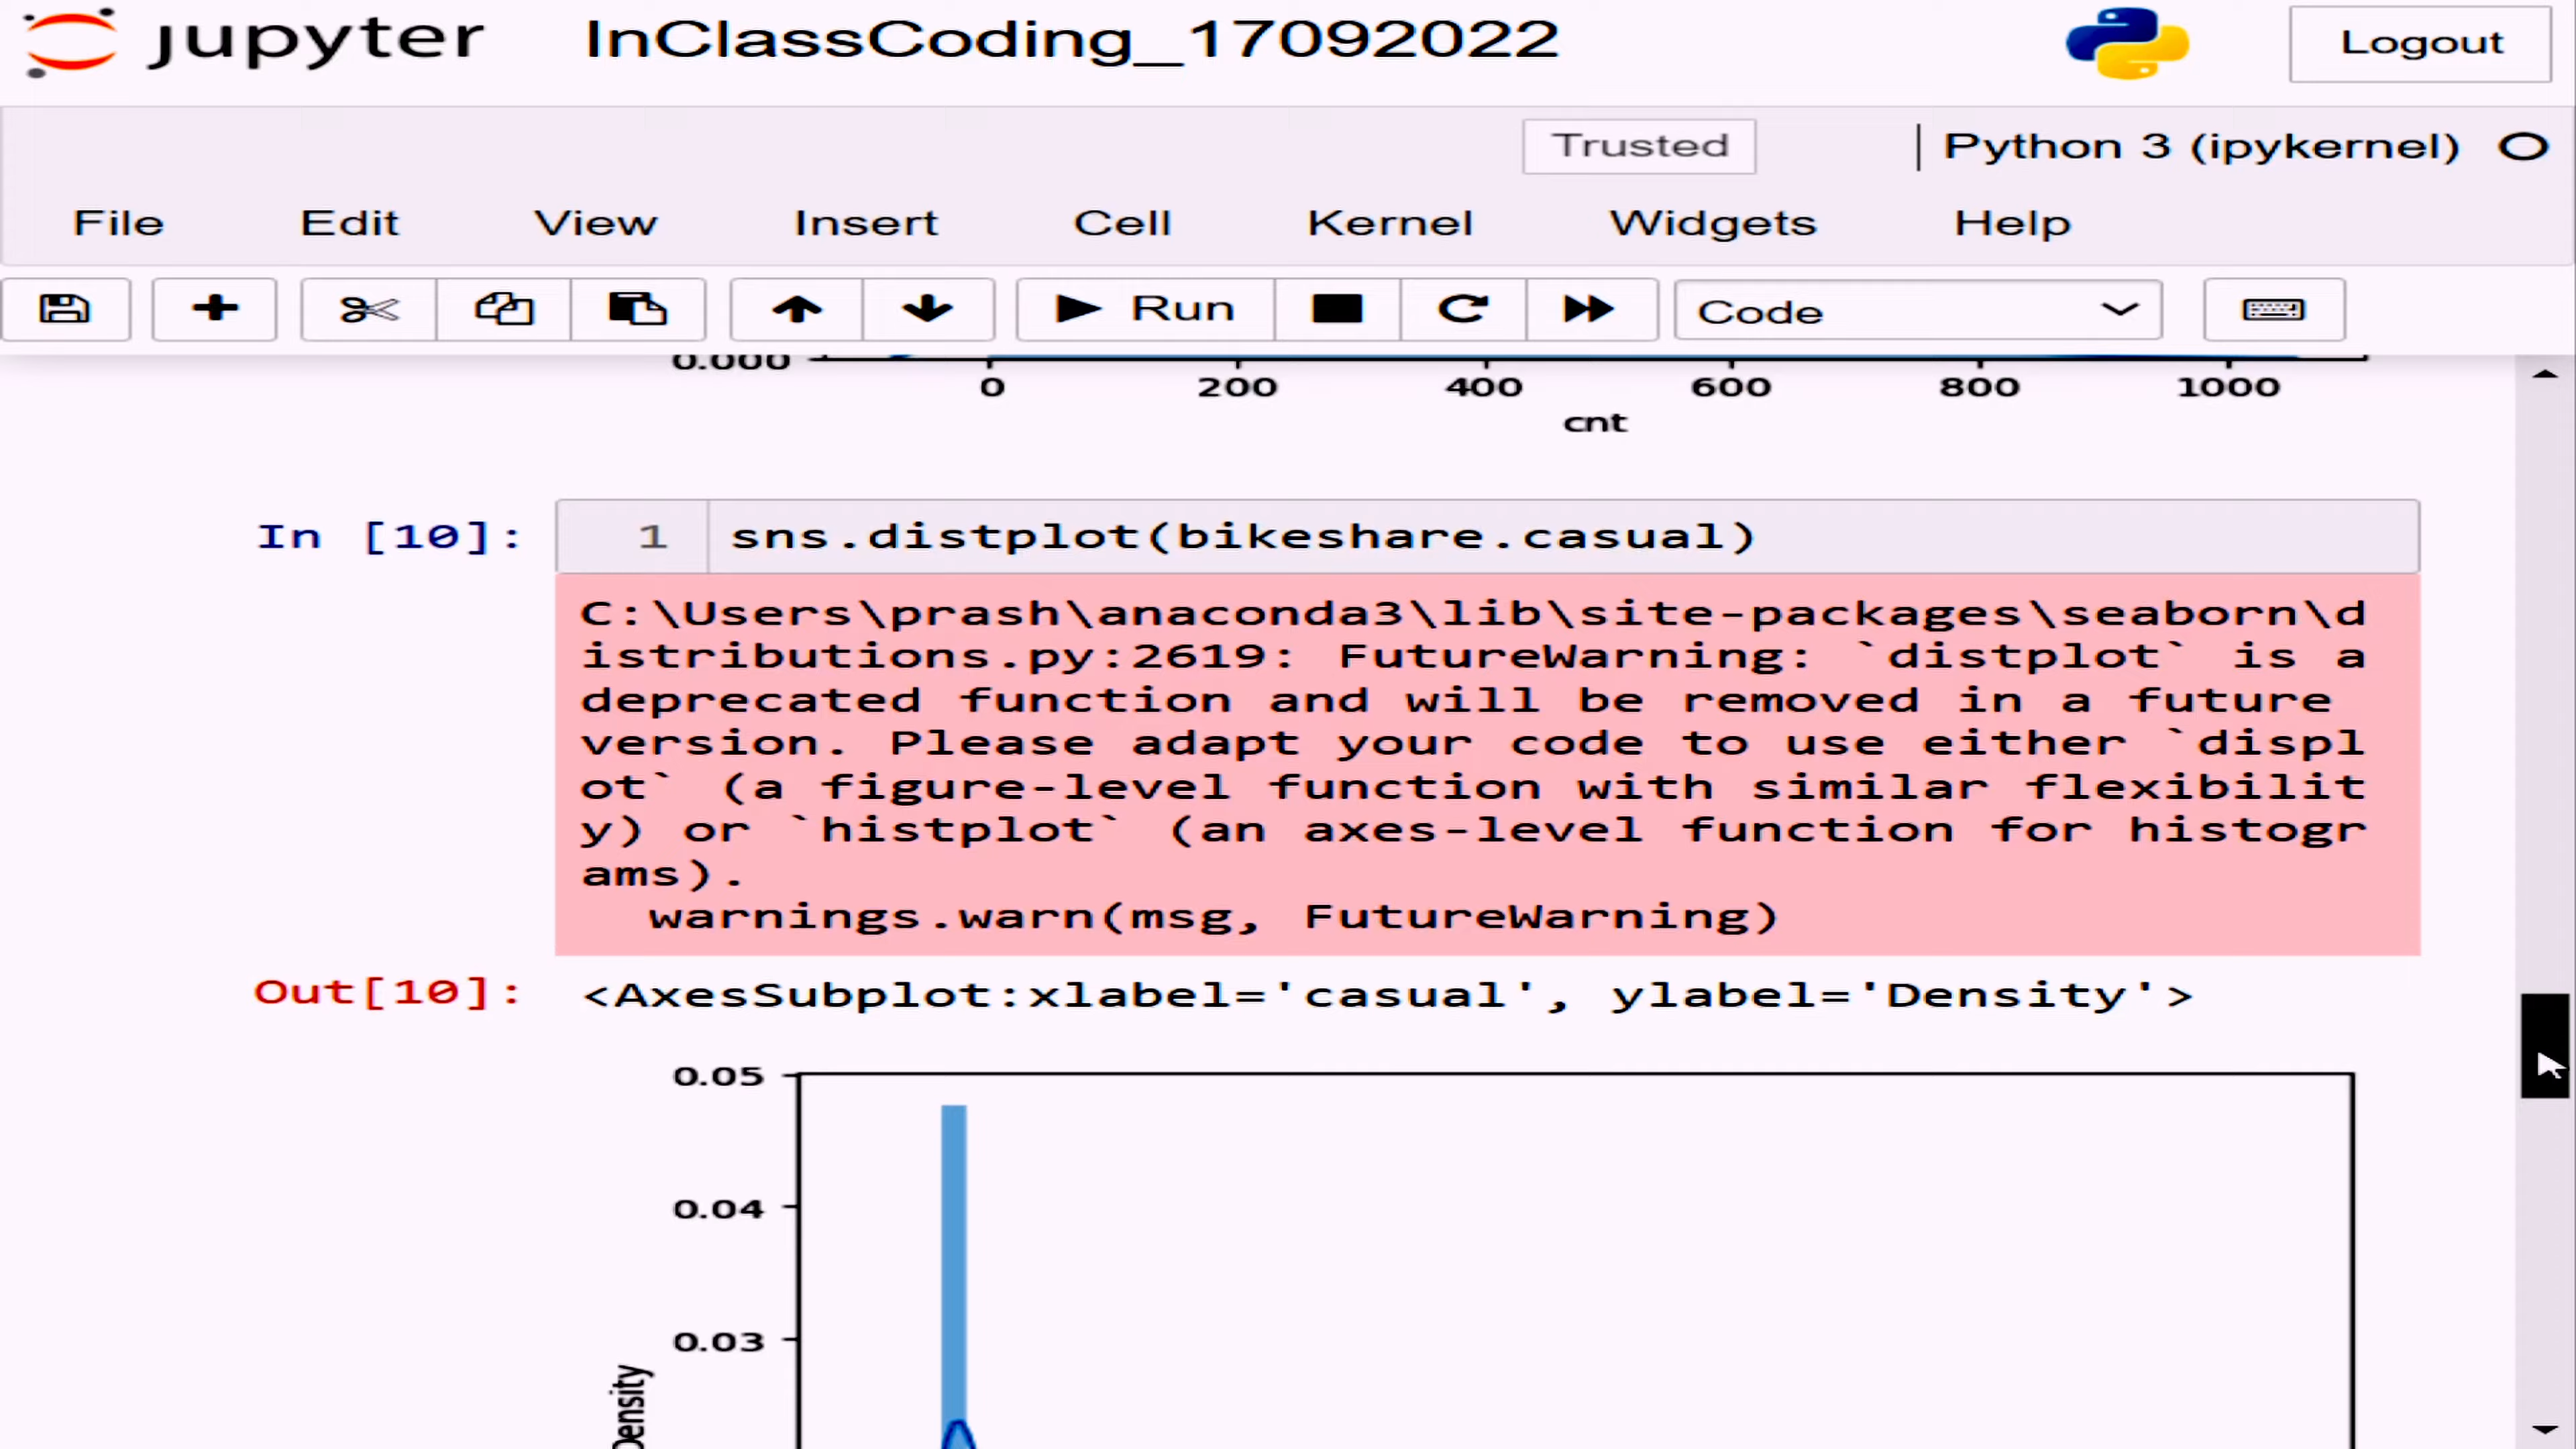 jupyter InClassCoding_17092022 Logout
Trusted Python 3 (ipykernel)
File Edit View Insert Cell Kernel Widgets Help
Run Code
0.000
0 200 400 600 800 1000
cnt
In [10]: 1 sns.distplot(bikeshare.casual)
C:\Users\prash\anaconda3\lib\site-packages\seaborn\d
istributions.py:2619: FutureWarning: `distplot` is a
deprecated function and will be removed in a future
version. Please adapt your code to use either `displ
ot` (a figure-level function with similar flexibilit
y) or `histplot` (an axes-level function for histogr
ams).
warnings.warn(msg, FutureWarning)
Out[10]: <AxesSubplot:xlabel='casual', ylabel='Density'>
0.05
0.04
0.03
Density